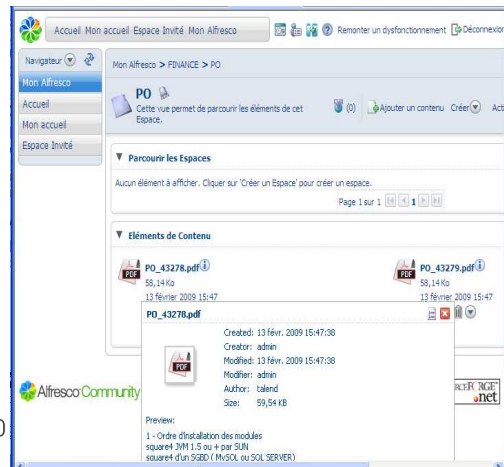 Accueil Mon accueil Espace Invité Mon Alfresco Remonter un dysfonctionnement Déconnexion
Navigateur
Mon Alfresco > FINANCE > PO
Mon Alfresco
Accueil
Mon accueil
Espace Invité
PO
Cette vue permet de parcourir les éléments de cet
Espace.
(0) Ajouter un contenu Créer Acti
Parcourir les Espaces
Aucun élément à afficher. Cliquer sur 'Créer un Espace' pour créer un espace.
Page 1 sur 1 1
Eléments de Contenu
PO_43278.pdf
58,14 Ko
13 février 2009 15:47
PO_43279.pdf
58,14 Ko
13 février 2009 15:47
PO_43278.pdf
Created: 13 févr. 2009 15:47:38
Creator: admin
Modified: 13 févr. 2009 15:47:38
Modifier: admin
Author: talend
Size: 59,54 KB
Preview:
1 - Ordre d'installation des modules
square4 JVM 1.5 ou + par SUN
square4 d'un SGBD ( MySQL ou SQL SERVER)
Alfresco Community
.net